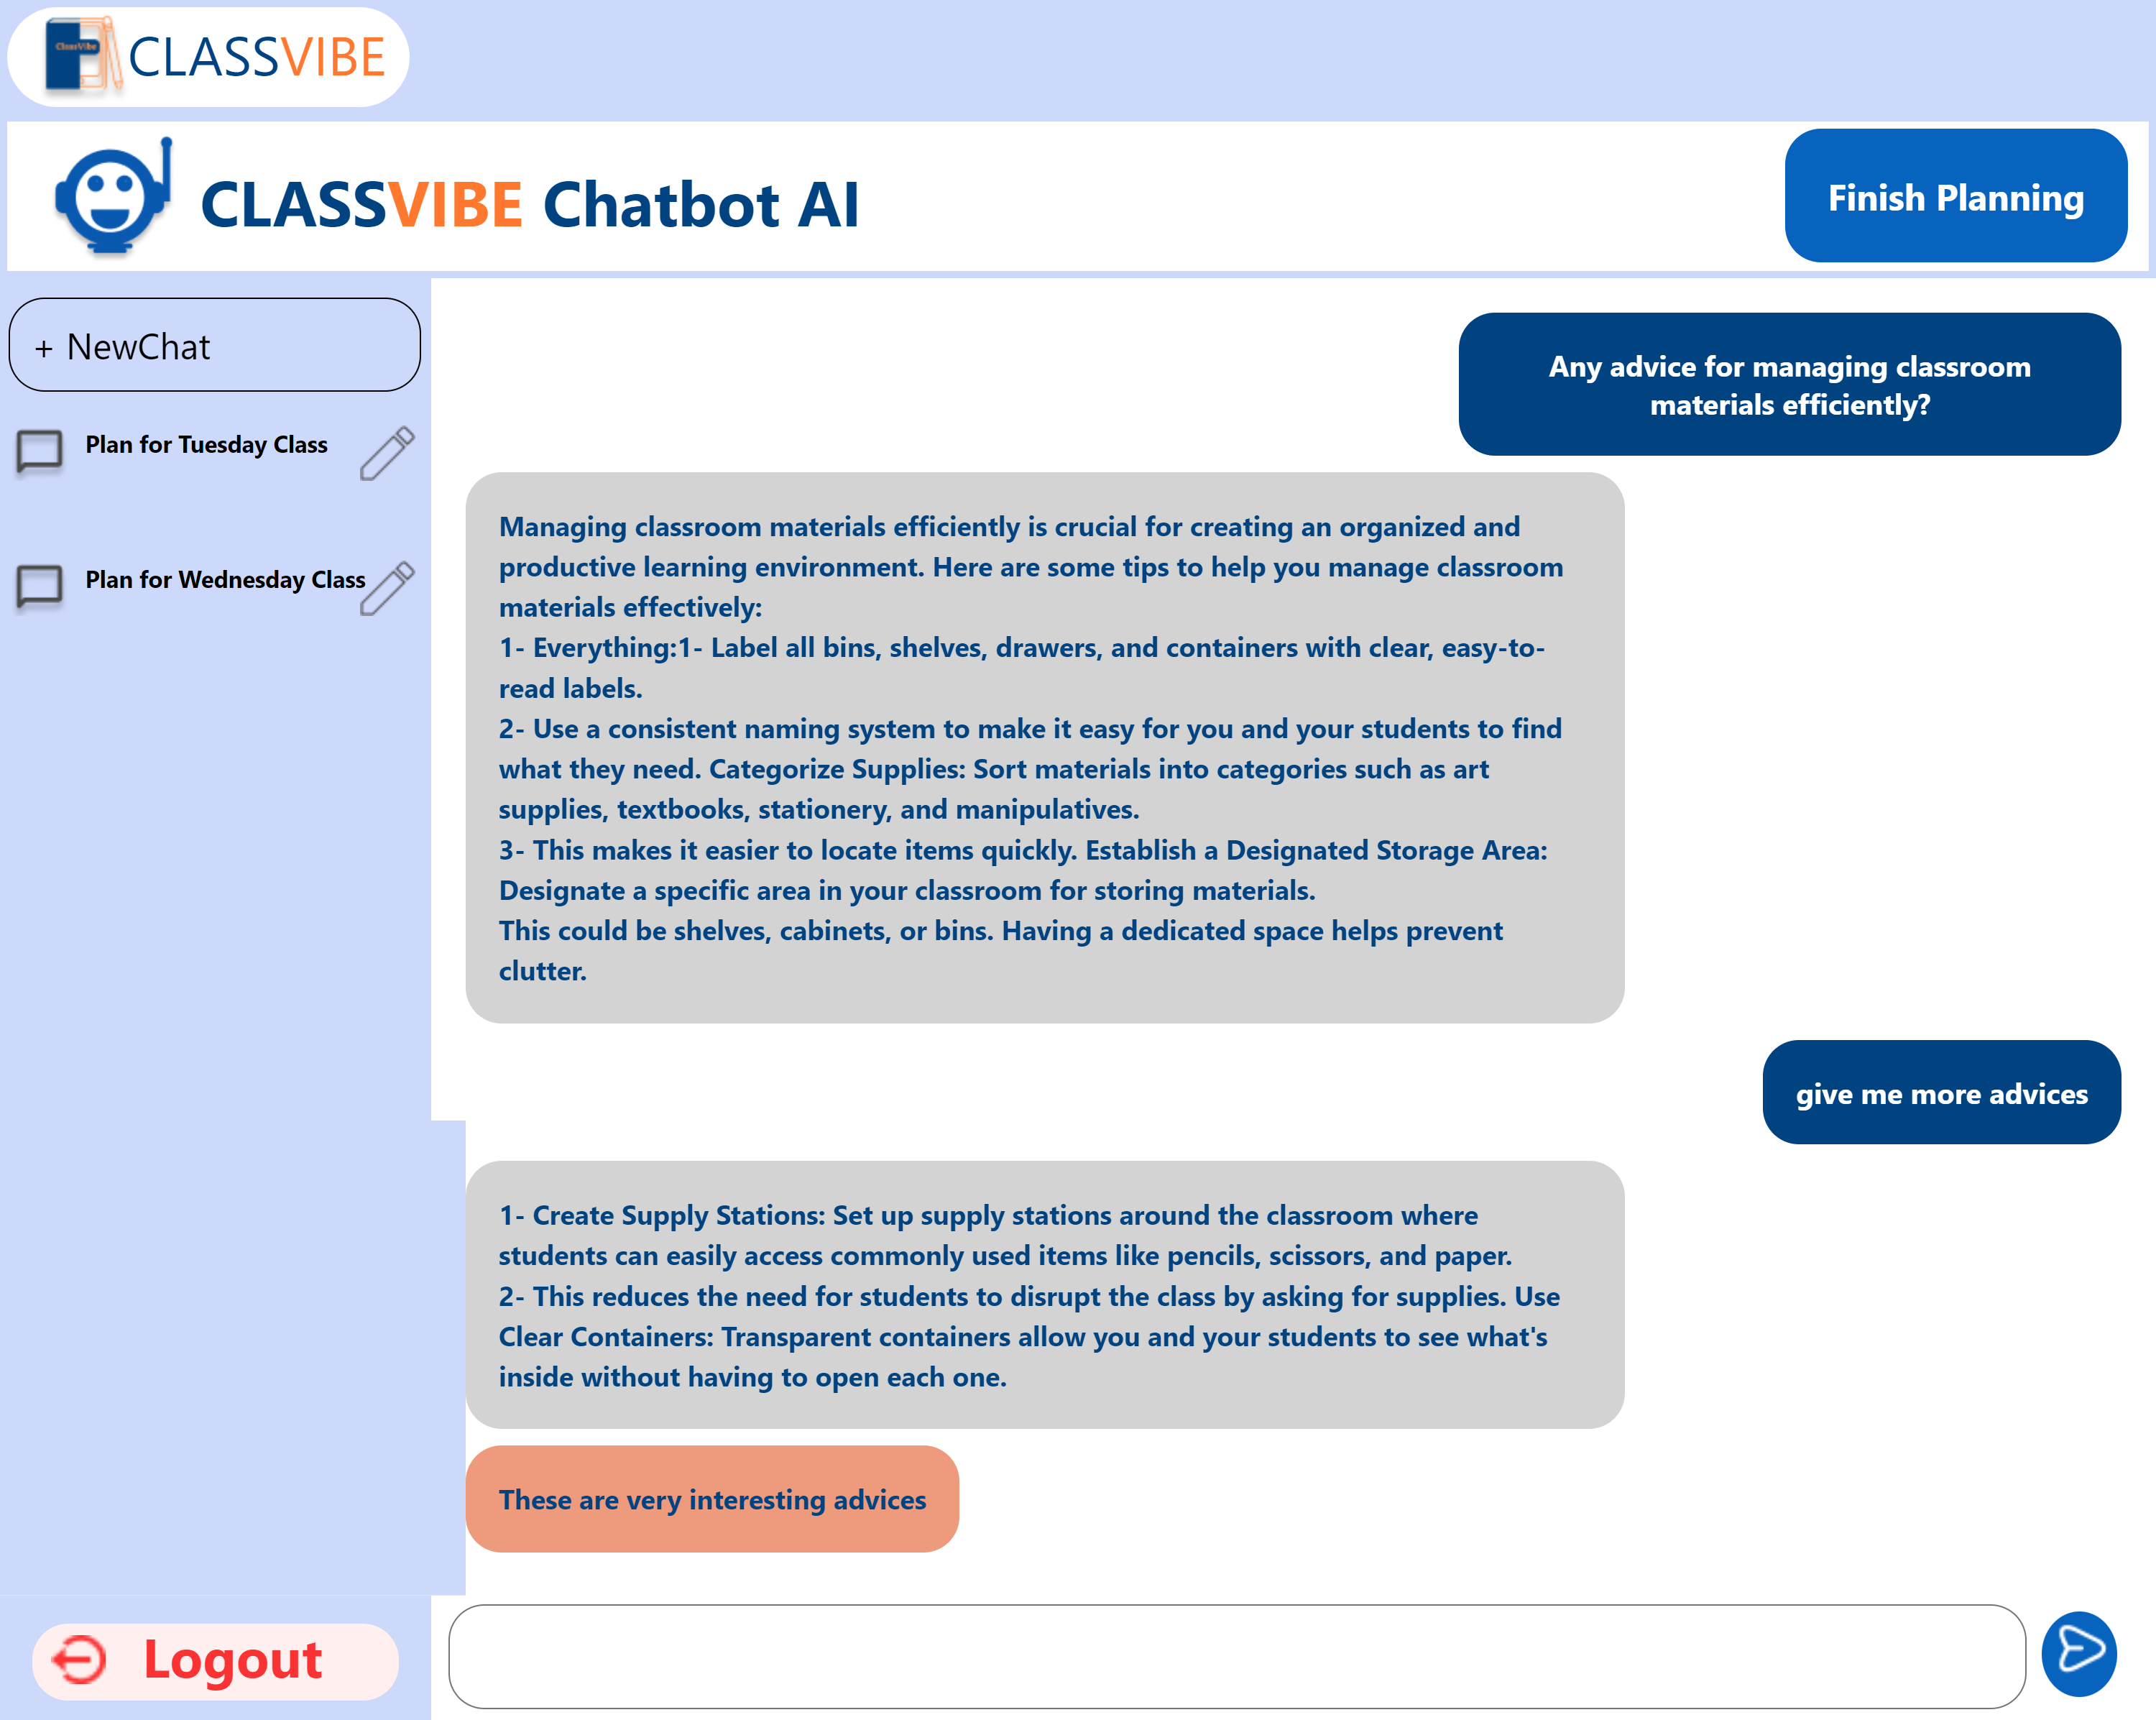 ClassVibe
CLASSVIBE
CLASSVIBE Chatbot AI
Finish Planning
+ NewChat
Plan for Tuesday Class
Plan for Wednesday Class
Any advice for managing classroom
materials efficiently?
Managing classroom materials efficiently is crucial for creating an organized and
productive learning environment. Here are some tips to help you manage classroom
materials effectively:
1- Everything:1- Label all bins, shelves, drawers, and containers with clear, easy-to-
read labels.
2- Use a consistent naming system to make it easy for you and your students to find
what they need. Categorize Supplies: Sort materials into categories such as art
supplies, textbooks, stationery, and manipulatives.
3- This makes it easier to locate items quickly. Establish a Designated Storage Area:
Designate a specific area in your classroom for storing materials.
This could be shelves, cabinets, or bins. Having a dedicated space helps prevent
clutter.
give me more advices
1- Create Supply Stations: Set up supply stations around the classroom where
students can easily access commonly used items like pencils, scissors, and paper.
2- This reduces the need for students to disrupt the class by asking for supplies. Use
Clear Containers: Transparent containers allow you and your students to see what's
inside without having to open each one.
These are very interesting advices
Logout